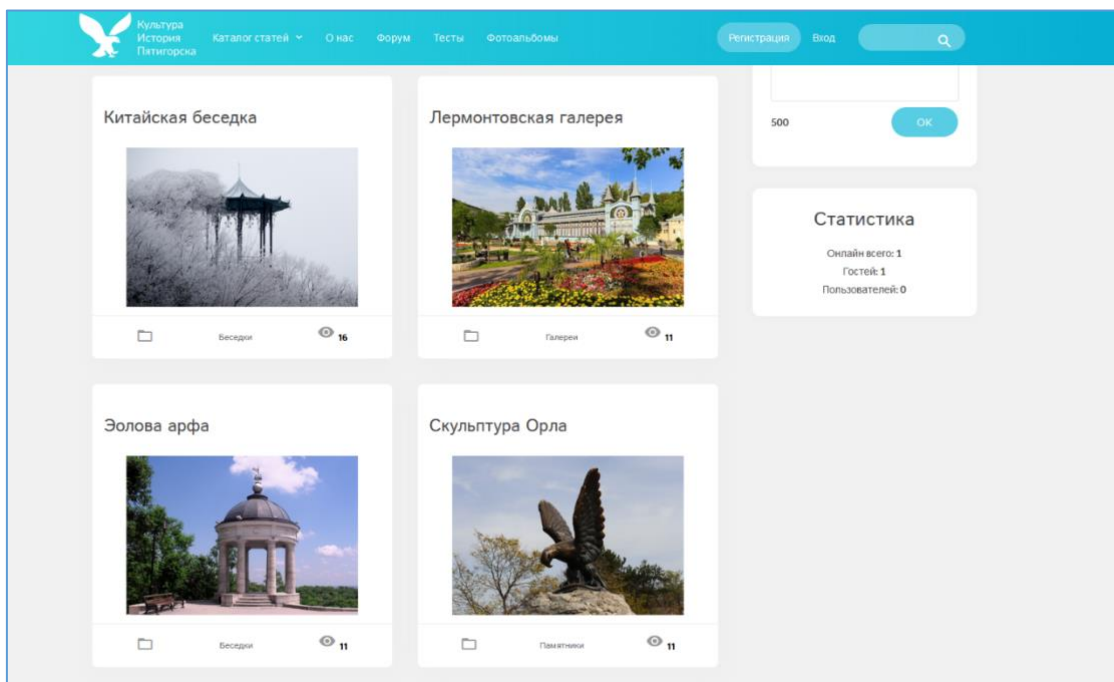 Культура
История
Пятигорска
Каталог статей
О нас
Форум
Тесты
Фотоальбомы
Регистрация
Вход
Китайская беседка
Лермонтовская галерея
500
OK
Беседки
16
Галереи
11
Статистика
Онлайн всего: 1
Гостей: 1
Пользователей: 0
Эолова арфа
Скульптура Орла
Беседки
11
Памятники
11